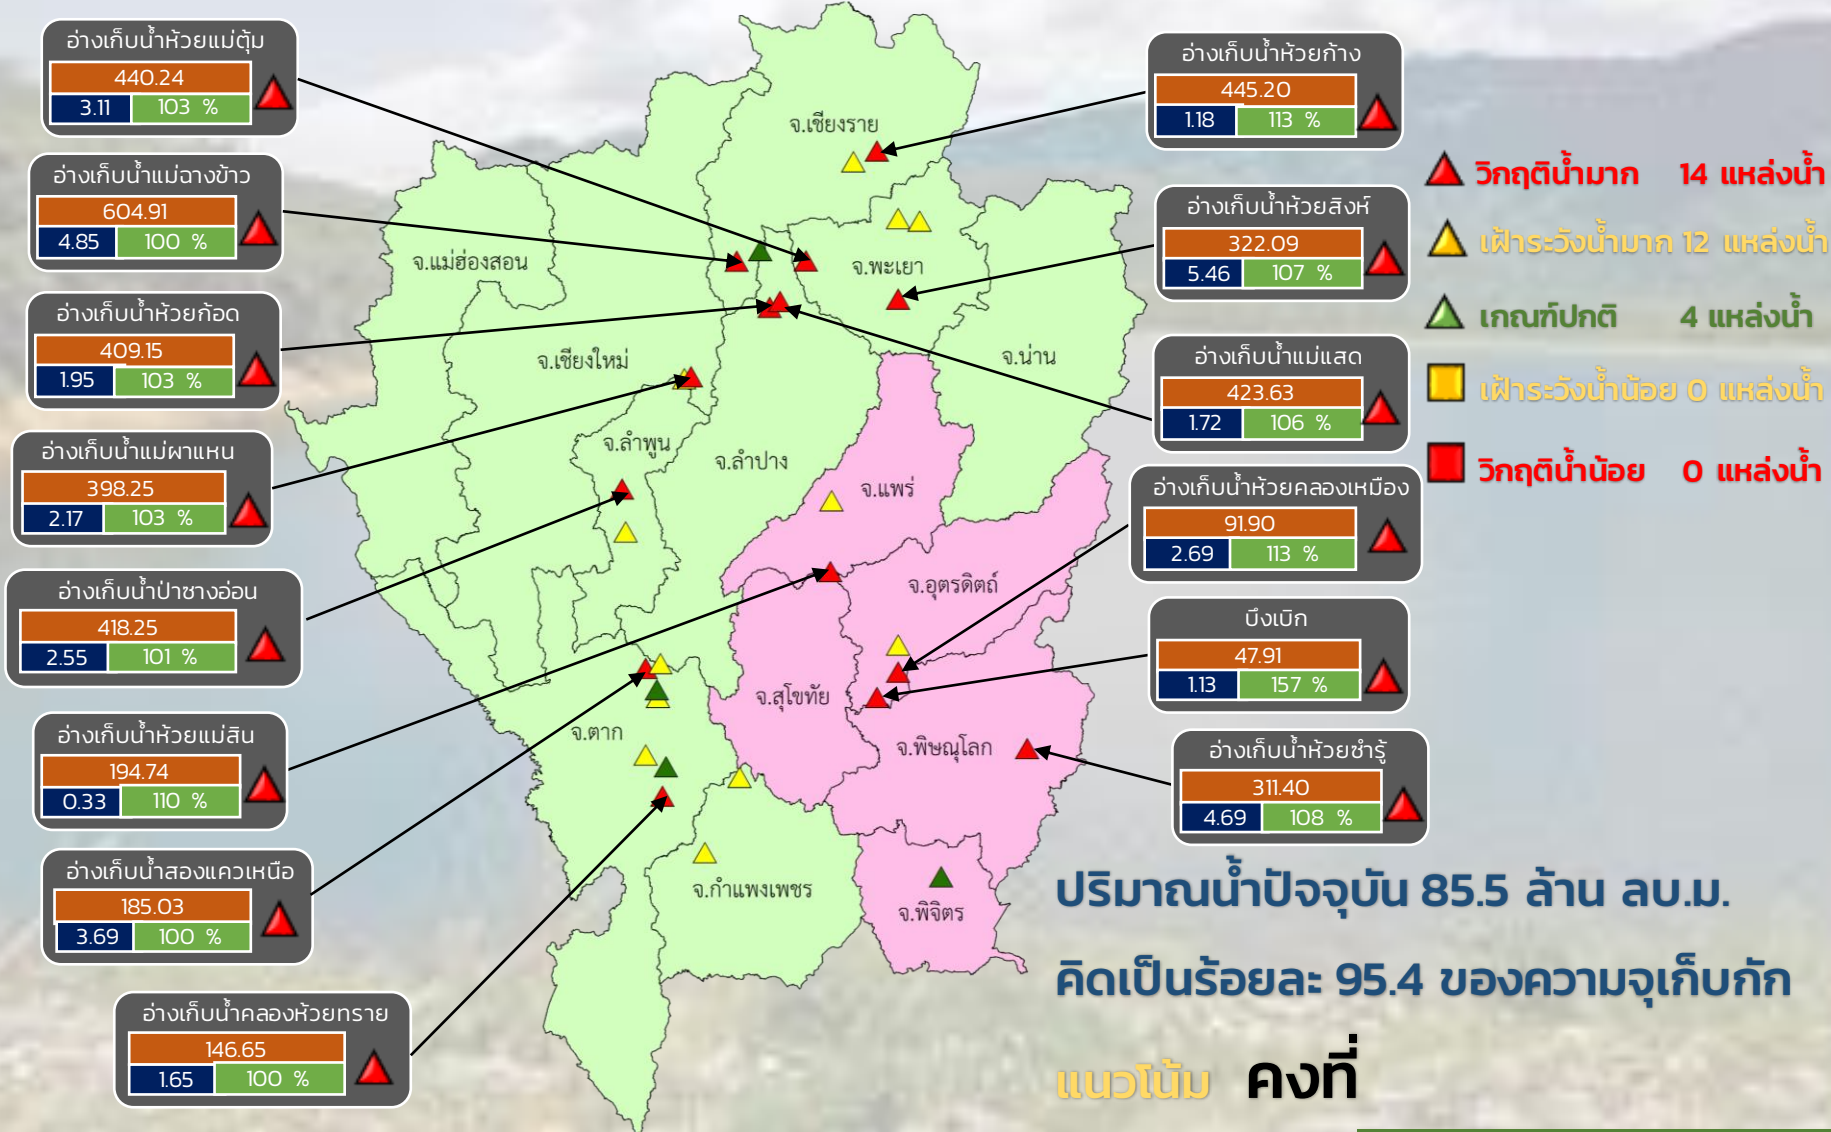 อ่างเก็บน้ำห้วยแม่ตุ้ม
440.24
3.11 103 %
อ่างเก็บน้ำแม่ฉางข้าว
604.91
4.85 100 %
อ่างเก็บน้ำห้วยก้อด
409.15
1.95 103 %
อ่างเก็บน้ำแม่ผาแหน
398.25
2.17 103 %
อ่างเก็บน้ำป่าซางอ่อน
418.25
2.55 101 %
อ่างเก็บน้ำห้วยแม่สิน
194.74
0.33 110 %
อ่างเก็บน้ำสองแควเหนือ
185.03
3.69 100 %
อ่างเก็บน้ำคลองห้วยทราย
146.65
1.65 100 %
จ.เชียงราย
จ.แม่ฮ่องสอน
จ.พะเยา
จ.เชียงใหม่
จ.น่าน
จ.ลำพูน
จ.ลำปาง
จ.แพร่
จ.อุตรดิตถ์
จ.สุโขทัย
จ.ตาก
จ.พิษณุโลก
จ.กำแพงเพชร
จ.พิจิตร
อ่างเก็บน้ำห้วยก้าง
445.20
1.18 113 %
อ่างเก็บน้ำห้วยสิงห์
322.09
5.46 107 %
อ่างเก็บน้ำแม่แสด
423.63
1.72 106 %
อ่างเก็บน้ำห้วยคลองเหมือง
91.90
2.69 113 %
บึงเบิก
47.91
1.13 157 %
อ่างเก็บน้ำห้วยซำรู้
311.40
4.69 108 %
วิกฤติน้ำมาก 14 แหล่งน้ำ
เฝ้าระวังน้ำมาก 12 แหล่งน้ำ
เกณฑ์ปกติ 4 แหล่งน้ำ
เฝ้าระวังน้ำน้อย 0 แหล่งน้ำ
วิกฤติน้ำน้อย 0 แหล่งน้ำ
ปริมาณน้ำปัจจุบัน 85.5 ล้าน ลบ.ม.
คิดเป็นร้อยละ 95.4 ของความจุเก็บกัก
แนวโน้ม คงที่